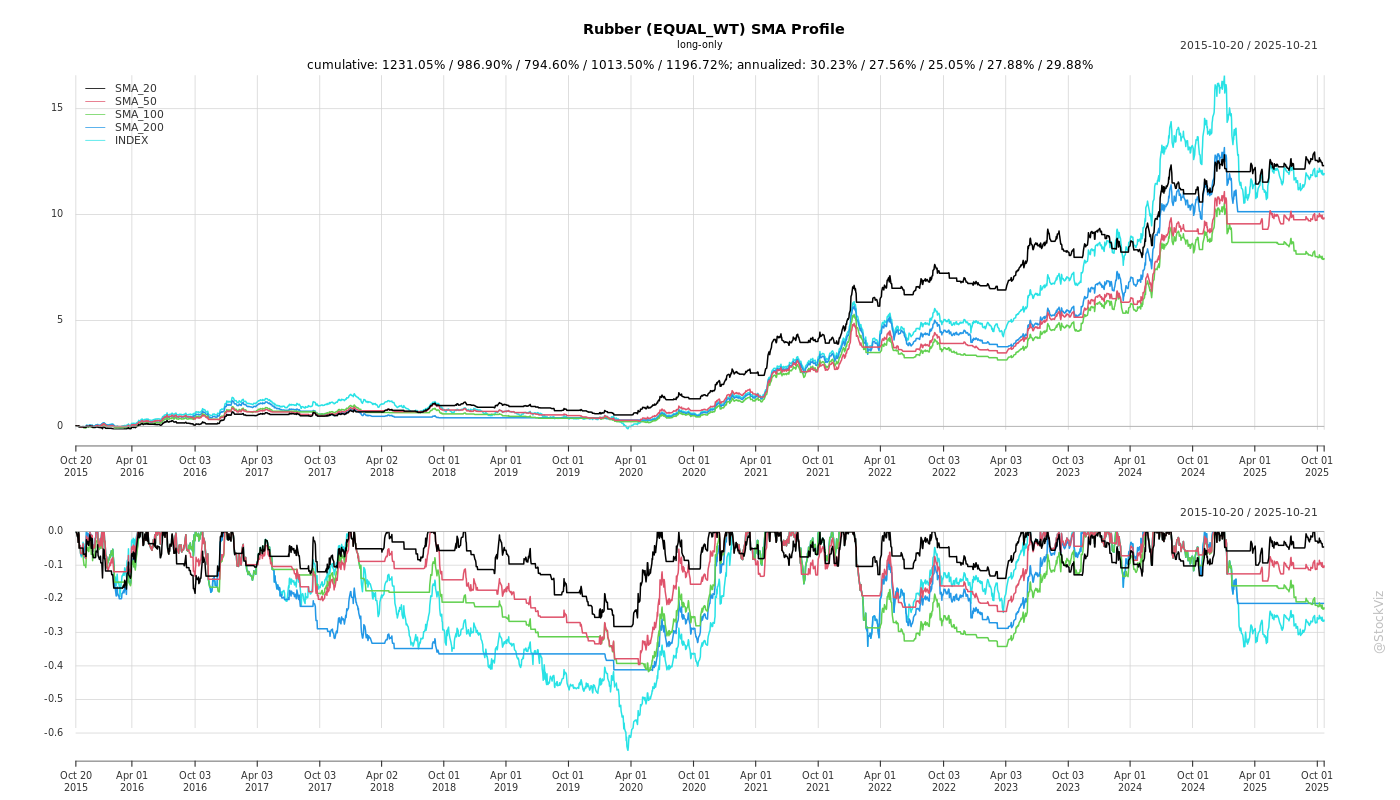 Rubber (EQUAL_WT) SMA Profile
long-only
2015-10-20 / 2025-10-21
cumulative: 1231.05% / 986.90% / 794.60% / 1013.50% / 1196.72%; annualized: 30.23% / 27.56% / 25.05% / 27.88% / 29.88%
SMA_20
SMA_50
SMA_100
SMA_200
INDEX
15
10
5
0
Oct 20 Apr 01 Oct 03 Apr 03 Oct 03 Apr 02 Oct 01 Apr 01 Oct 01 Apr 01 Oct 01 Apr 01 Oct 01 Apr 01 Oct 03 Apr 03 Oct 03 Apr 01 Oct 01 Apr 01 Oct 01
2015 2016 2016 2017 2017 2018 2018 2019 2019 2020 2020 2021 2021 2022 2022 2023 2023 2024 2024 2025 2025
2015-10-20 / 2025-10-21
0.0
-0.1
-0.2
-0.3
-0.4
-0.5
-0.6
Oct 20 Apr 01 Oct 03 Apr 03 Oct 03 Apr 02 Oct 01 Apr 01 Oct 01 Apr 01 Oct 01 Apr 01 Oct 01 Apr 01 Oct 03 Apr 03 Oct 03 Apr 01 Oct 01 Apr 01 Oct 01
2015 2016 2016 2017 2017 2018 2018 2019 2019 2020 2020 2021 2021 2022 2022 2023 2023 2024 2024 2025 2025
@StockViz